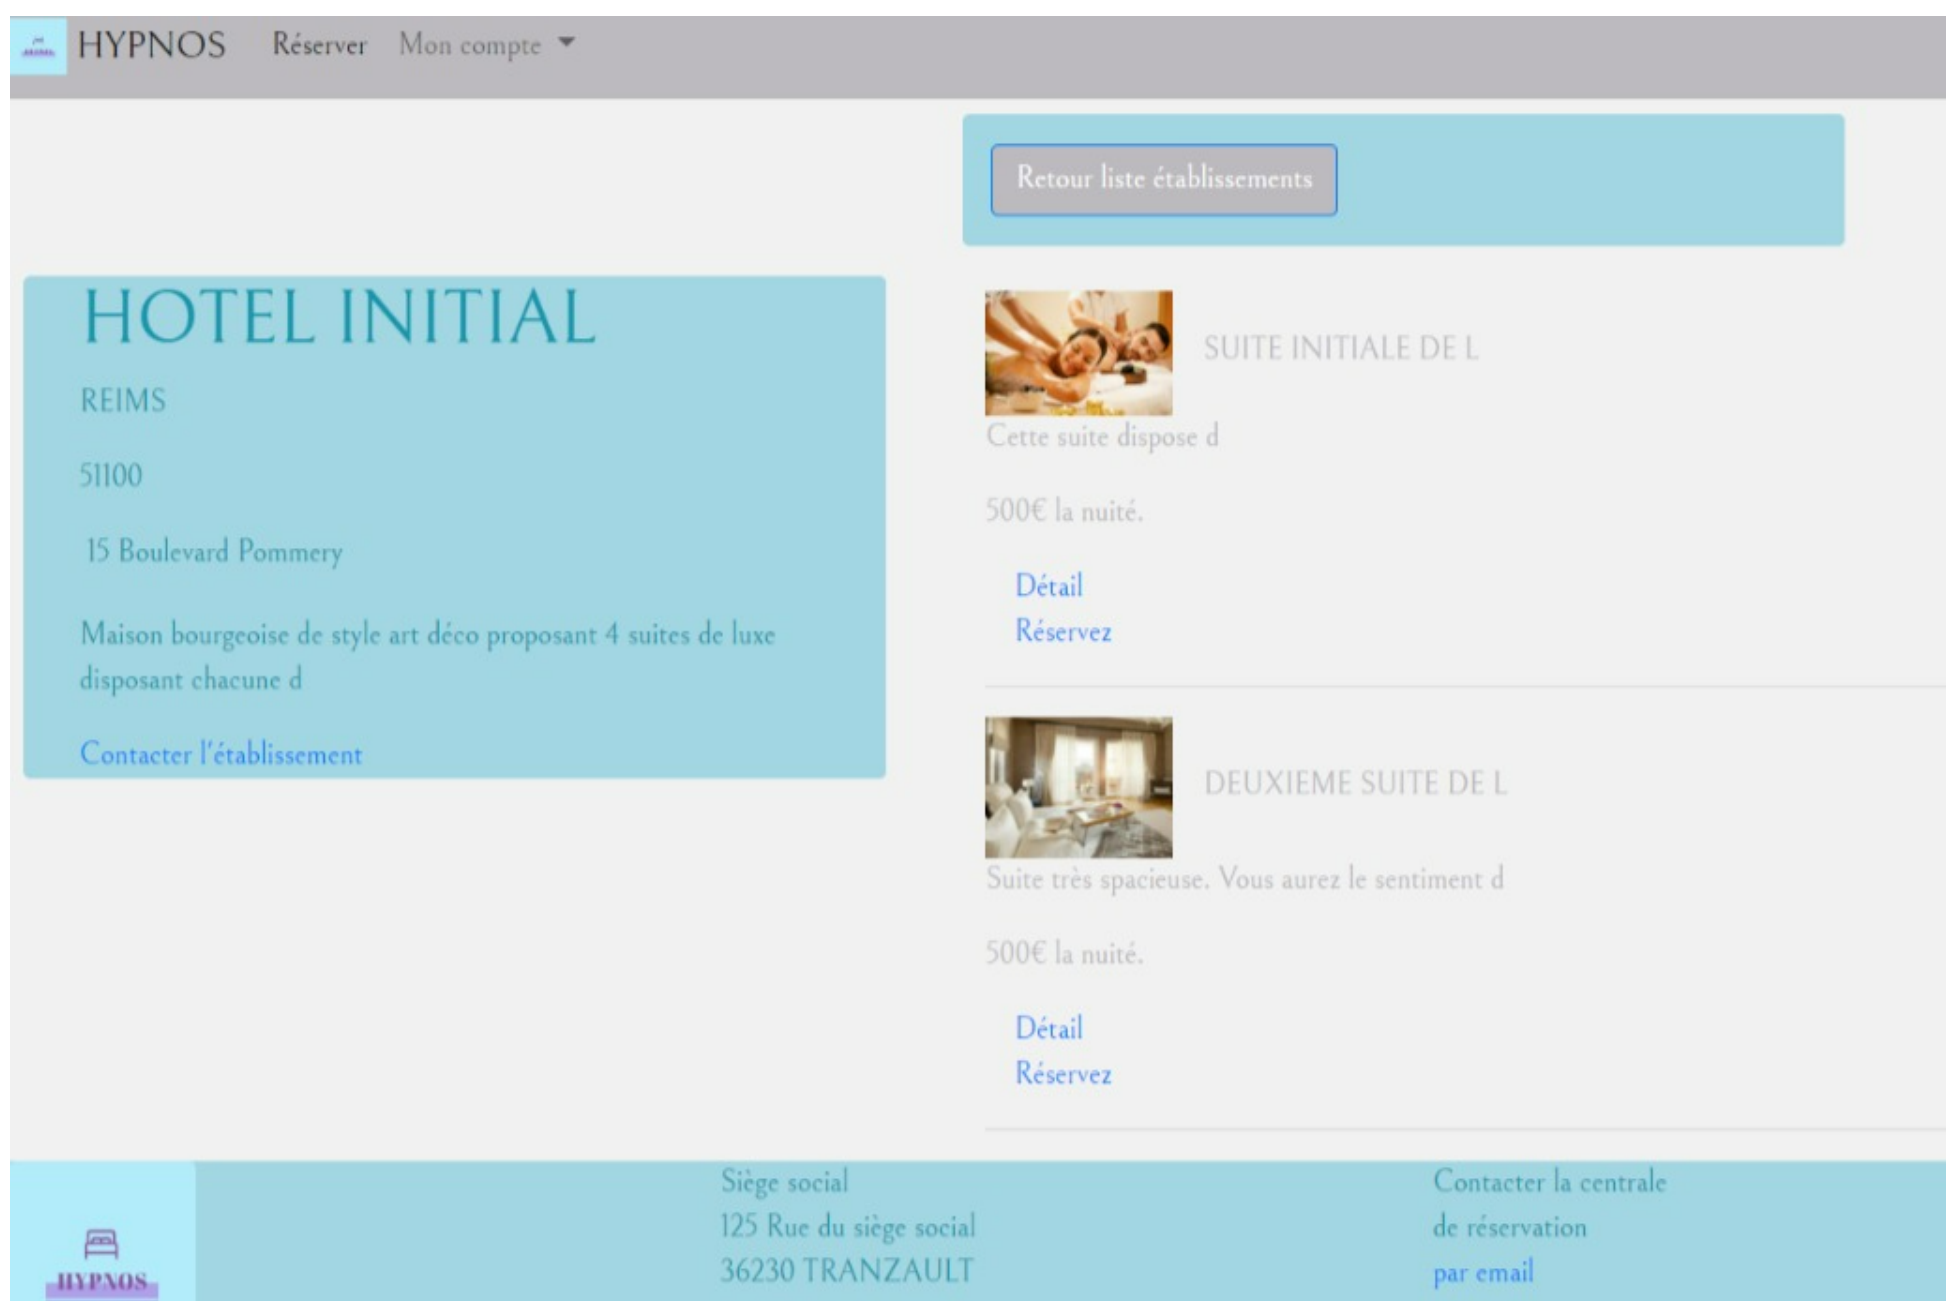 HYPNOS Réserver Mon compte
Retour liste établissements
HOTEL INITIAL
REIMS
51100
15 Boulevard Pommery
Maison bourgeoise de style art déco proposant 4 suites de luxe
disposant chacune d
Contacter l'établissement
SUITE INITIALE DE L
Cette suite dispose d
500€ la nuité.
Détail
Réservez
DEUXIEME SUITE DE L
Suite très spacieuse. Vous aurez le sentiment d
500€ la nuité.
Détail
Réservez
HYPNOS
Siège social
125 Rue du siège social
36230 TRANZAULT
Contacter la centrale
de réservation
par email